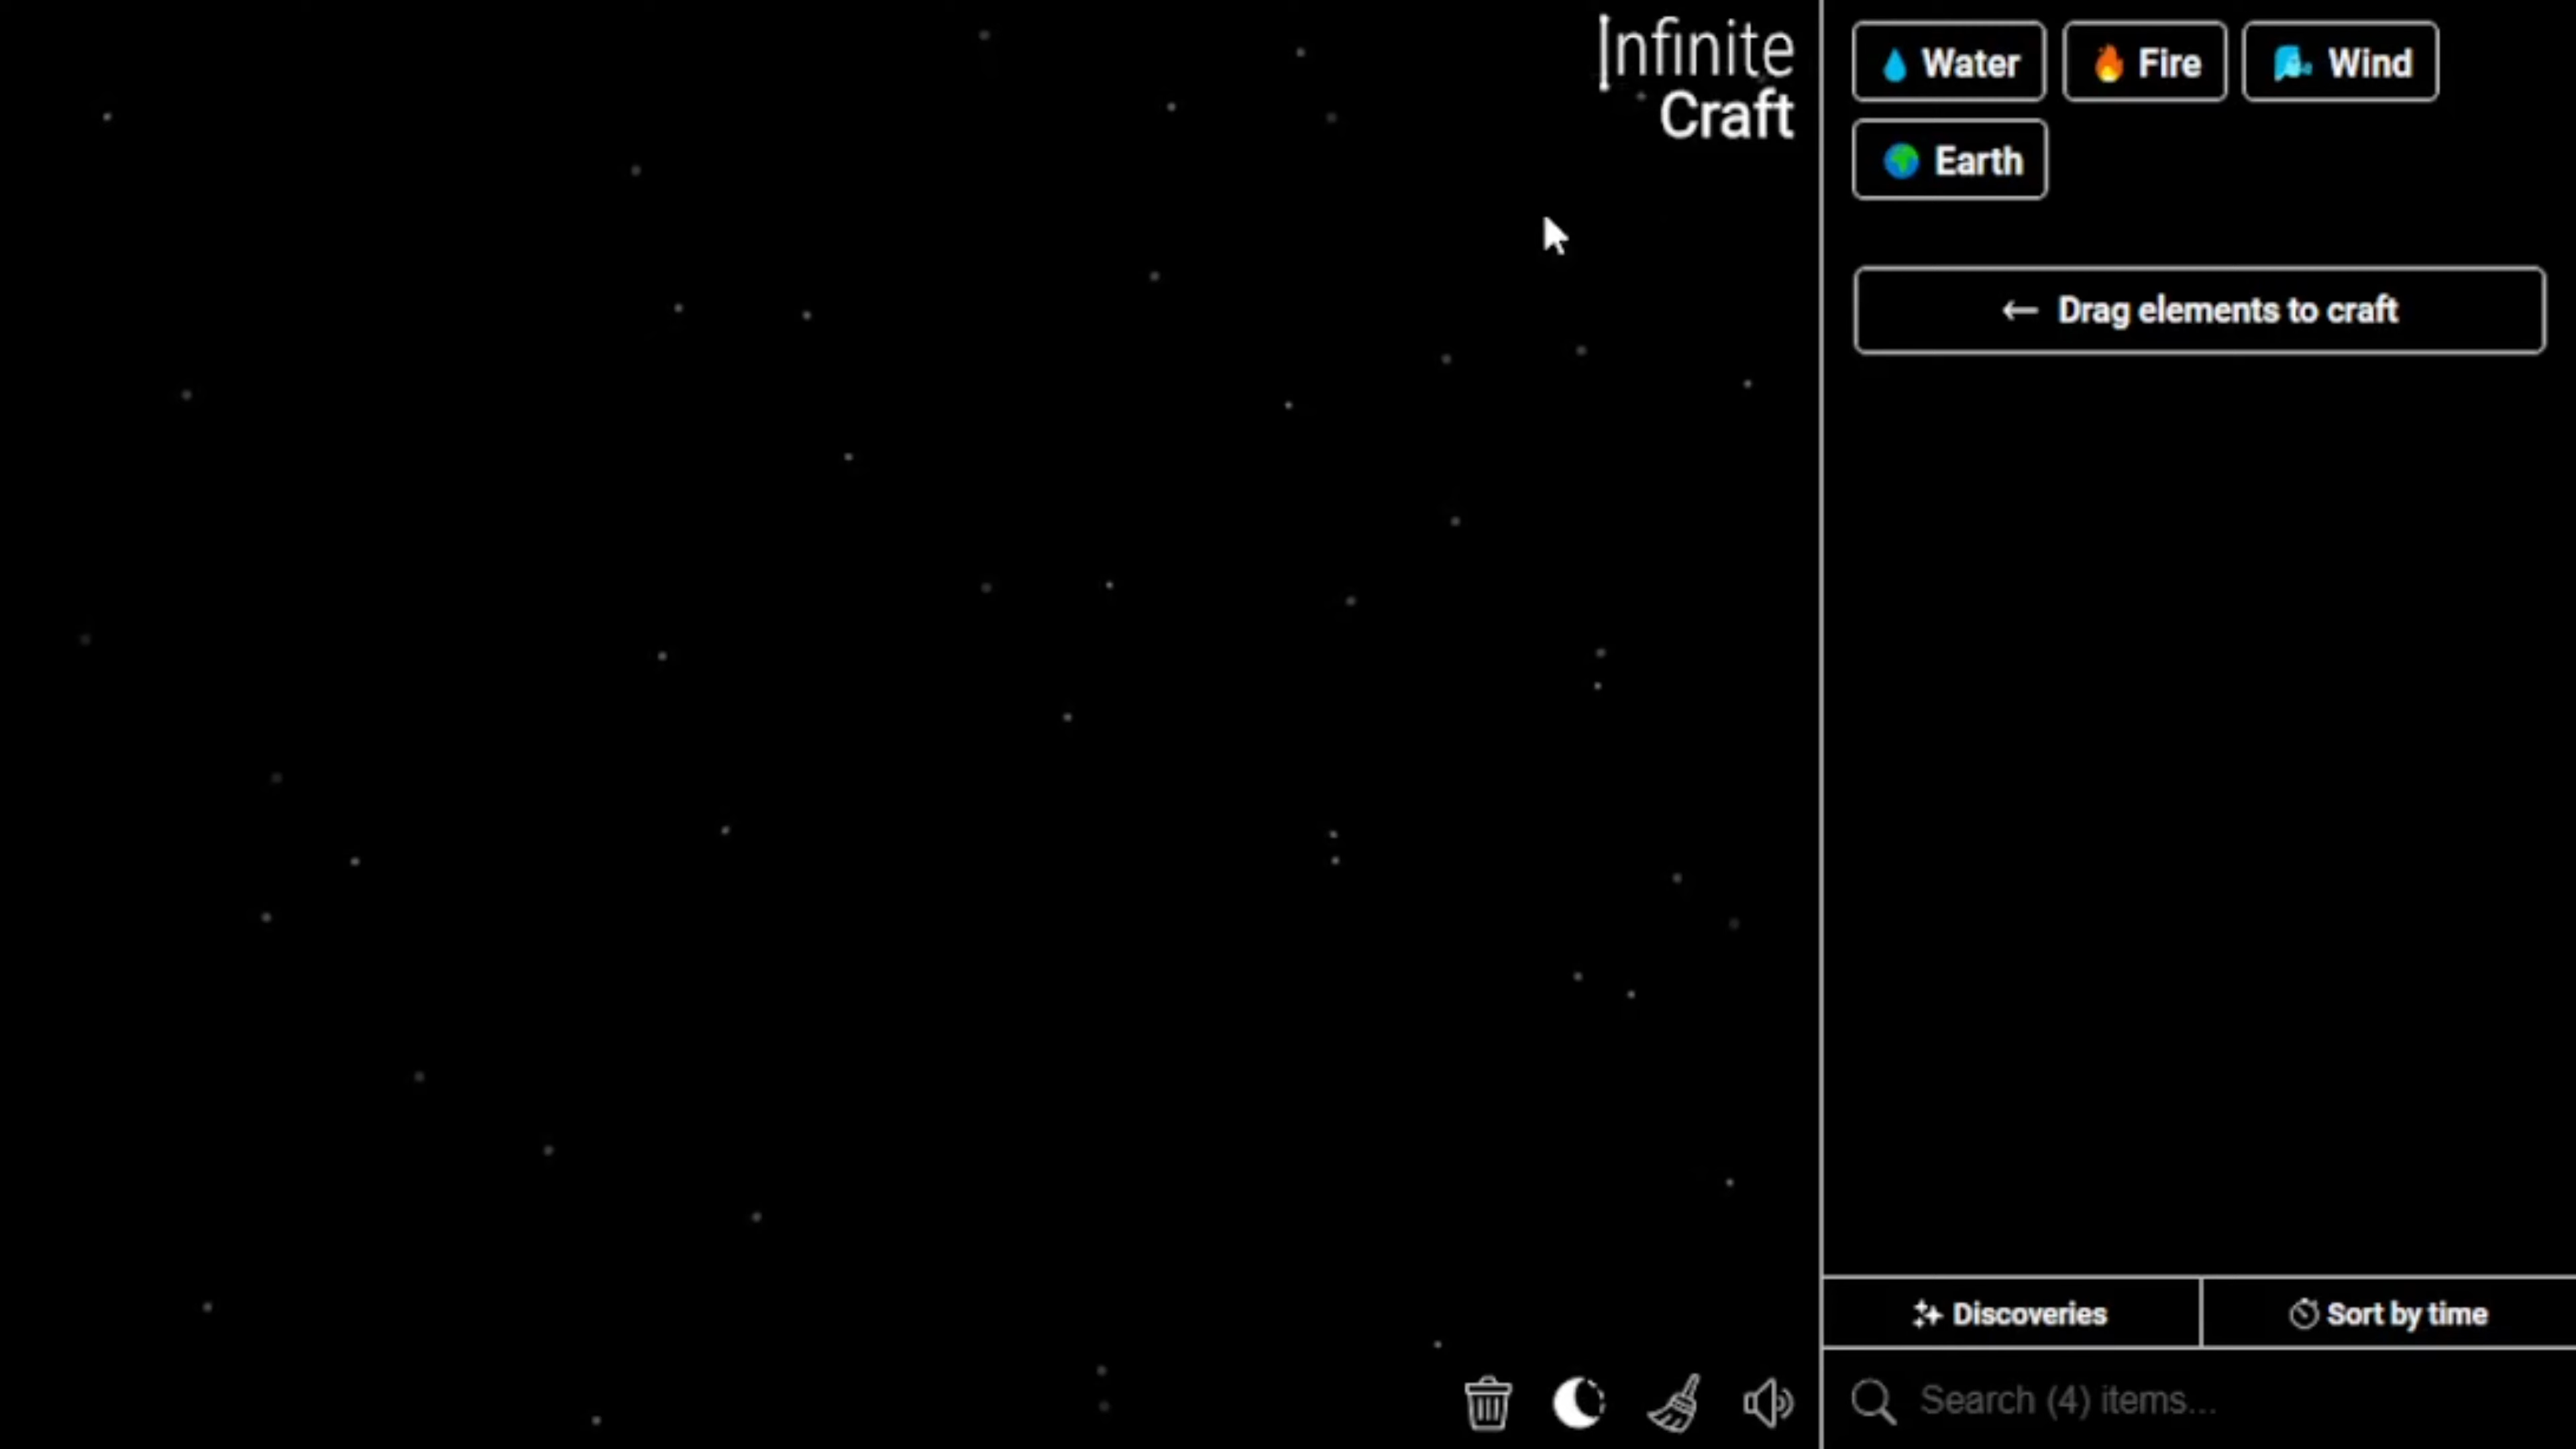 Infinite
Craft
Water
Fire
Wind
Earth
← Drag elements to craft
Discoveries
Sort by time
Search (4) items...